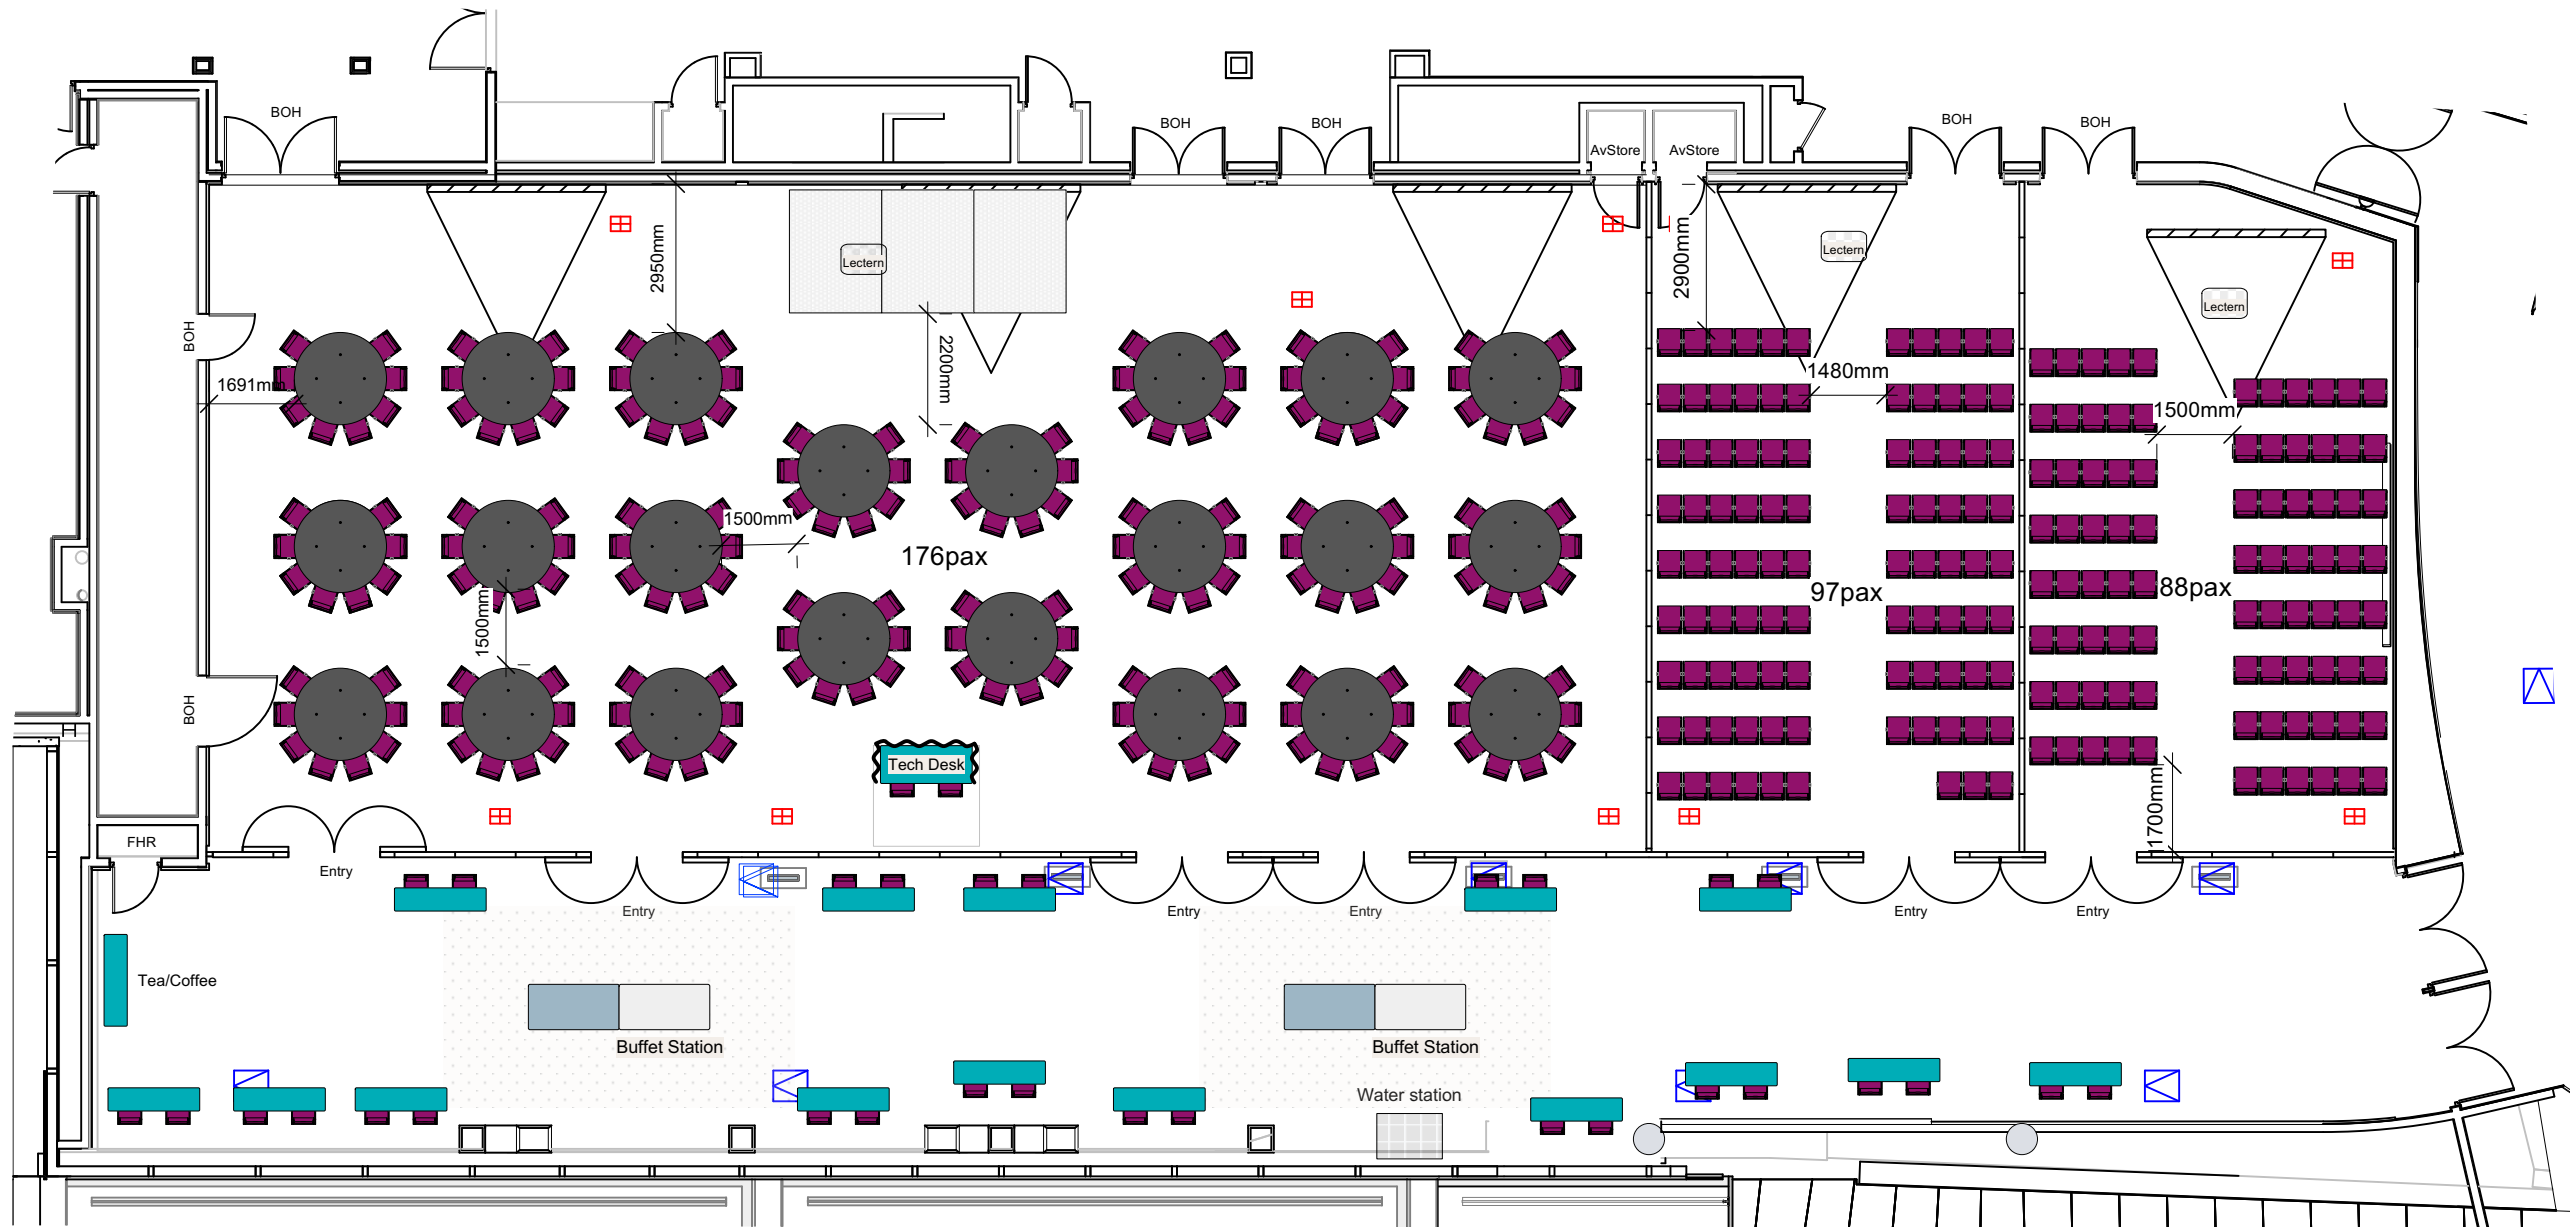 BOH
BOH
BOH
BOH
BOH
AvStore
AvStore
2950mm
Lectern
2900mm
Lectern
Lectern
BOH
1691mm
2200mm
1480mm
1500mm
1500mm
176pax
97pax
88pax
1500mm
BOH
Tech Desk
1700mm
FHR
Entry
Entry
Entry
Entry
Entry
Entry
Tea/Coffee
Buffet Station
Buffet Station
Water station